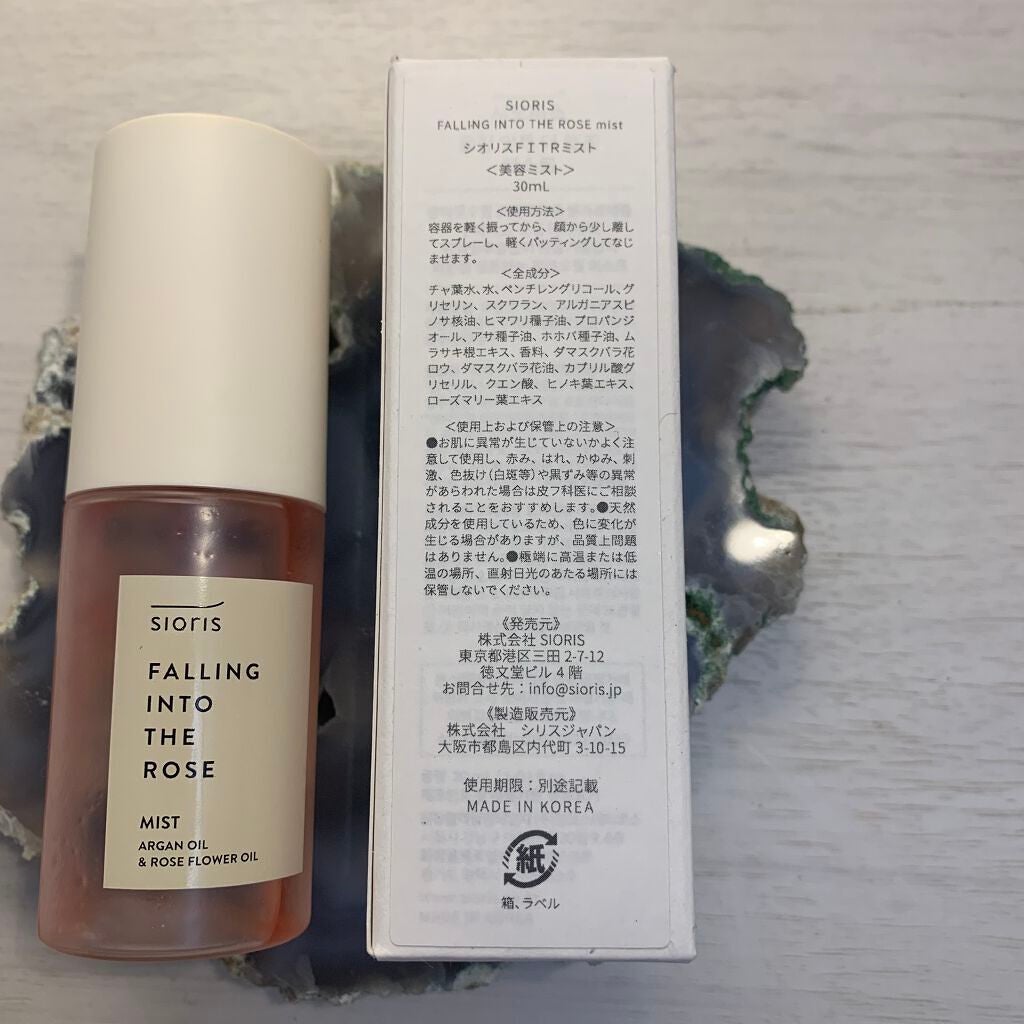 SIORIS
FALLING
INTO
THE
ROSE
MIST
ARGAN OIL
& ROSE FLOWER OIL
SIORIS
FALLING INTO THE ROSE mist
シオリスFITRミスト
<美容ミスト>
30mL
<使用方法>
容器を軽く振ってから、顔から少し離し
てスプレーし、軽くパッティングしてなじ
ませます。
<全成分>
チャ葉水、水、ペンチレングリコール、グ
リセリン、スクワラン、アルガニアスピ
ノサ核油、ヒマワリ種子油、プロパンジ
オール、アサ種子油、ホホバ種子油、ム
ラサキ根エキス、香料、ダマスクバラ花
ロウ、ダマスクバラ花油、カプリル酸グ
リセリル、クエン酸、ヒノキ葉エキス、
ローズマリー葉エキス
<使用上および保管上の注意>
●お肌に異常が生じていないかよく注
意して使用し、赤み、はれ、かゆみ、刺
激、色抜け(白斑等)や黒ずみ等の異常
があらわれた場合は皮フ科医にご相談
されることをおすすめします。●天然
成分を使用しているため、色に変化が
生じる場合がありますが、品質上問題
はありません。●極端に高温または低
温の場所、直射日光のあたる場所には
保管しないでください。
《発売元》
株式会社 SIORIS
東京都港区三田 2-7-12
徳文堂ビル 4 階
お問合せ先：info@sioris.jp
《製造販売元》
株式会社 シリスジャパン
大阪市都島区内代町 3-10-15
使用期限：別途記載
MADE IN KOREA
紙
箱、ラベル